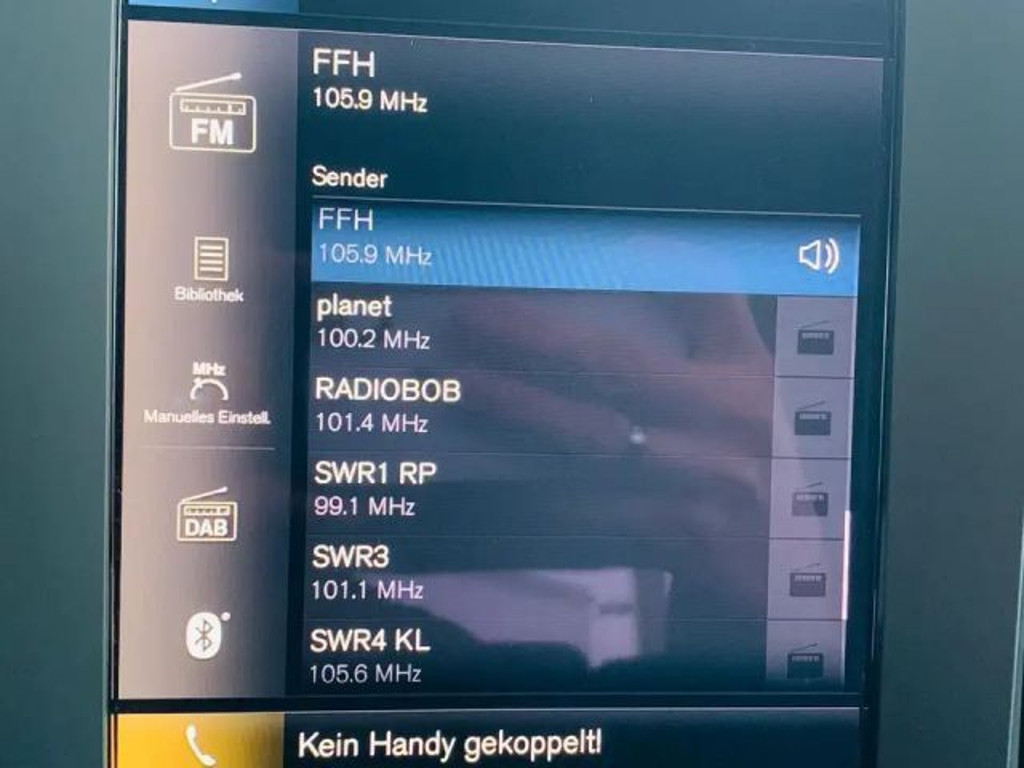 FFH
105.9 MHz
FM
Sender
FFH
105.9 MHz
Bibliothek
planet
100.2 MHz
MHz
Manuelles Einstell.
RADIOBOB
101.4 MHz
SWR1 RP
99.1 MHz
DAB
SWR3
101.1 MHz
SWR4 KL
105.6 MHz
Kein Handy gekoppelt!